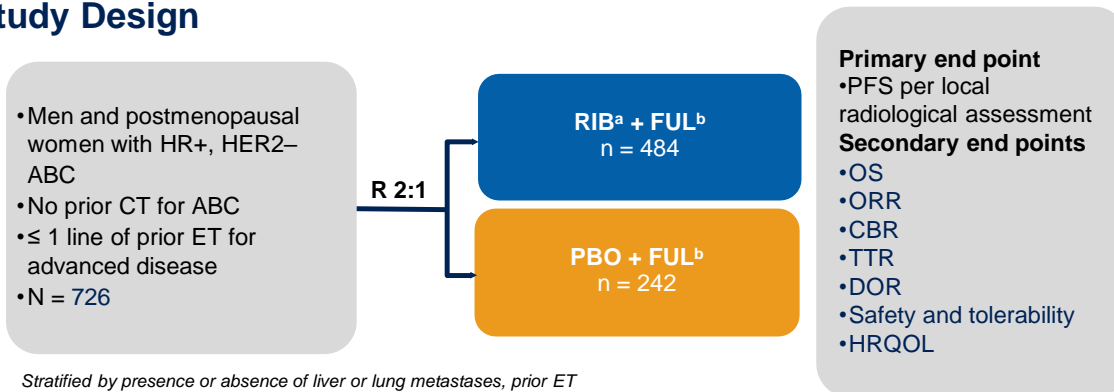 tudy Design
•Men and postmenopausal
women with HR+, HER2–
ABC
•No prior CT for ABC
•≤ 1 line of prior ET for
advanced disease
•N = 726
R 2:1
RIBᵃ + FULᵇ
n = 484
PBO + FULᵇ
n = 242
Primary end point
•PFS per local
radiological assessment
Secondary end points
•OS
•ORR
•CBR
•TTR
•DOR
•Safety and tolerability
•HRQOL
Stratified by presence or absence of liver or lung metastases, prior ET